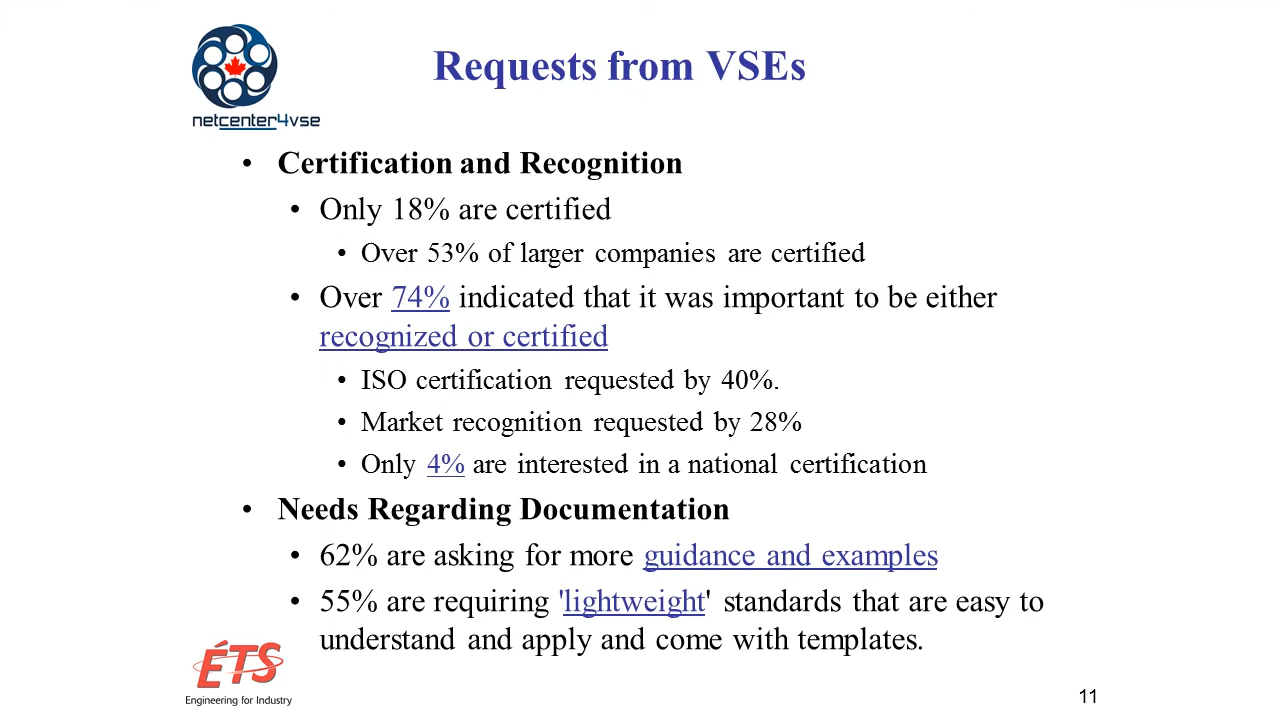 Requests from VSEs
netcenter4vse
• Certification and Recognition
• Only 18% are certified
• Over 53% of larger companies are certified
• Over 74% indicated that it was important to be either
recognized or certified
• ISO certification requested by 40%.
• Market recognition requested by 28%
• Only 4% are interested in a national certification
• Needs Regarding Documentation
• 62% are asking for more guidance and examples
• 55% are requiring 'lightweight' standards that are easy to
understand and apply and come with templates.
ÉTS
Engineering for Industry
11